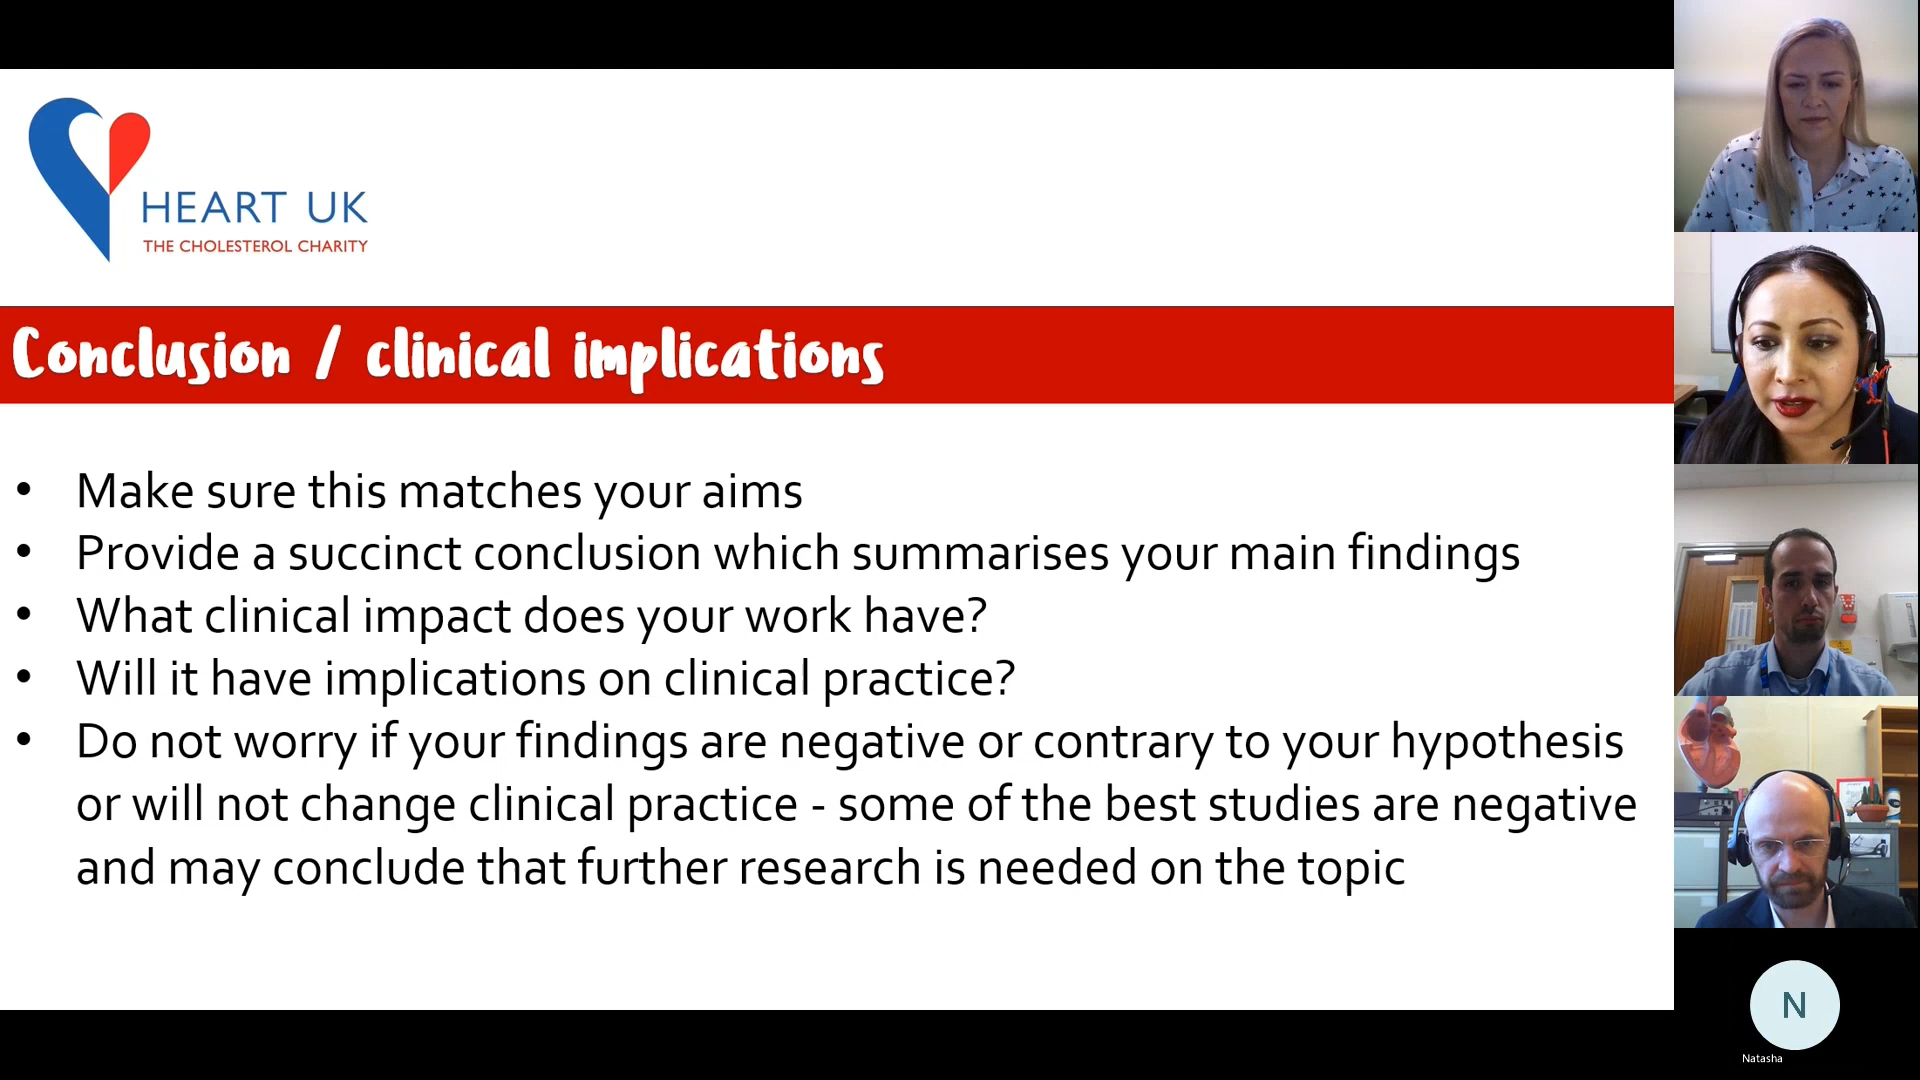 HEART UK
THE CHOLESTEROL CHARITY
Conclusion / clinical implications
• Make sure this matches your aims
• Provide a succinct conclusion which summarises your main findings
• What clinical impact does your work have?
• Will it have implications on clinical practice?
• Do not worry if your findings are negative or contrary to your hypothesis
or will not change clinical practice - some of the best studies are negative
and may conclude that further research is needed on the topic
N
Natasha